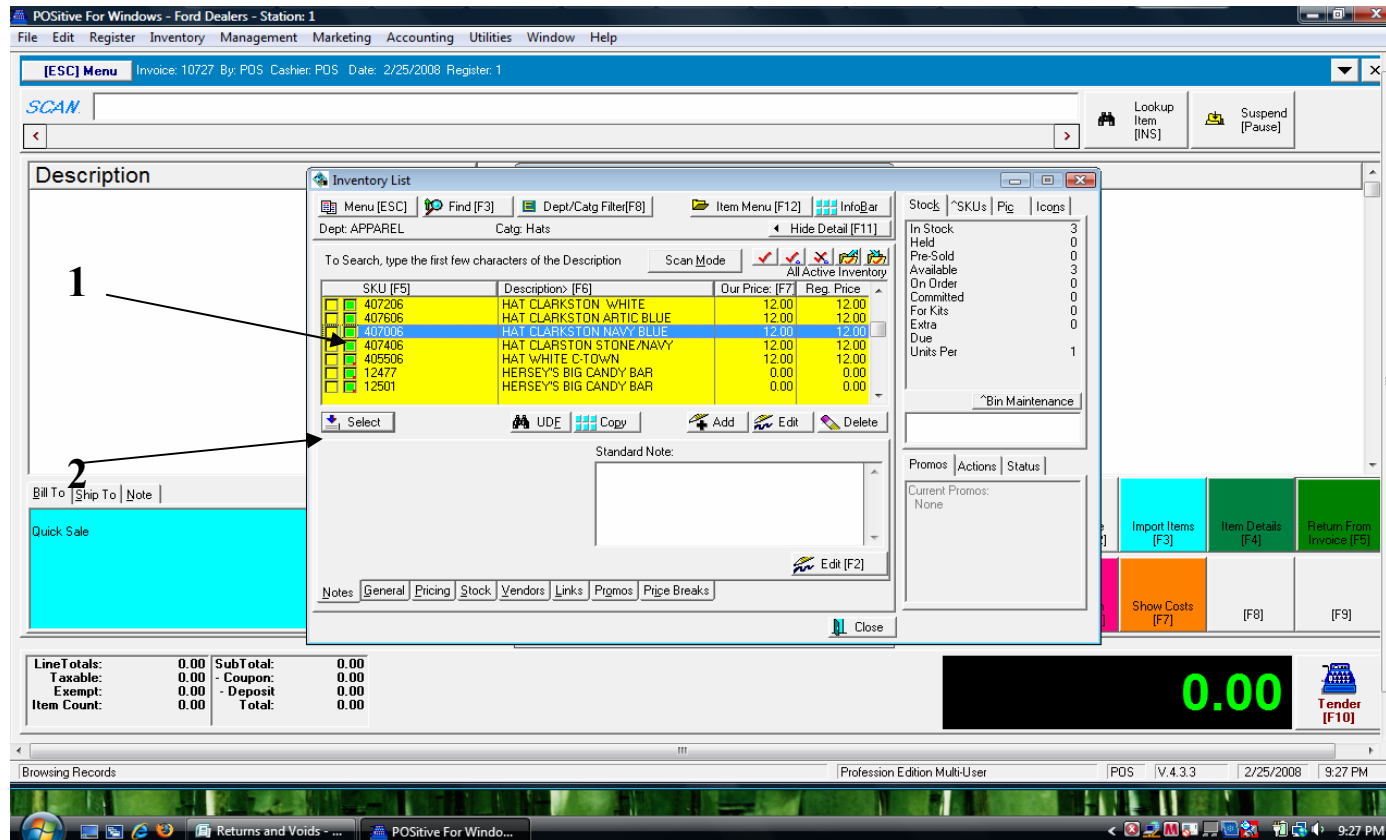 POSitive For Windows - Ford Dealers - Station: 1
File Edit Register Inventory Management Marketing Accounting Utilities Window Help
[ESC] Menu Invoice: 10727 By: POS Cashier: POS Date: 2/25/2008 Register: 1
SCAN.
Lookup Item [INS]
Suspend [Pause]
Description
Inventory List
Menu [ESC] Find [F3] Dept/Catg Filter[F8] Item Menu [F12] InfoBar
Dept: APPAREL Catg: Hats Hide Detail [F11]
To Search, type the first few characters of the Description Scan Mode
All Active Inventory
SKU [F5] Description> [F6] Our Price: [F7] Reg. Price
407206 HAT CLARKSTON WHITE 12.00 12.00
407606 HAT CLARKSTON ARTIC BLUE 12.00 12.00
407006 HAT CLARKSTON NAVY BLUE 12.00 12.00
407406 HAT CLARSTON STONE/NAVY 12.00 12.00
405506 HAT WHITE C-TOWN 12.00 12.00
12477 HERSEY'S BIG CANDY BAR 0.00 0.00
12501 HERSEY'S BIG CANDY BAR 0.00 0.00
Select UDF Copy Add Edit Delete
Standard Note:
Edit [F2]
Notes General Pricing Stock Vendors Links Promos Price Breaks
Close
Stock ^SKUs Pic Icons
In Stock 3
Held 0
Pre-Sold 0
Available 3
On Order 0
Committed 0
For Kits 0
Extra 0
Due
Units Per 1
^Bin Maintenance
Promos Actions Status
Current Promos:
None
1
2
Bill To Ship To Note
Quick Sale
Import Items [F3]
Item Details [F4]
Return From Invoice [F5]
Show Costs [F7]
[F8]
[F9]
LineTotals: 0.00 SubTotal: 0.00
Taxable: 0.00 - Coupon: 0.00
Exempt: 0.00 - Deposit 0.00
Item Count: 0.00 Total: 0.00
0.00
Tender [F10]
Browsing Records Profession Edition Multi-User POS V.4.3.3 2/25/2008 9:27 PM
Returns and Voids - ... POSitive For Windo... 9:27 PM